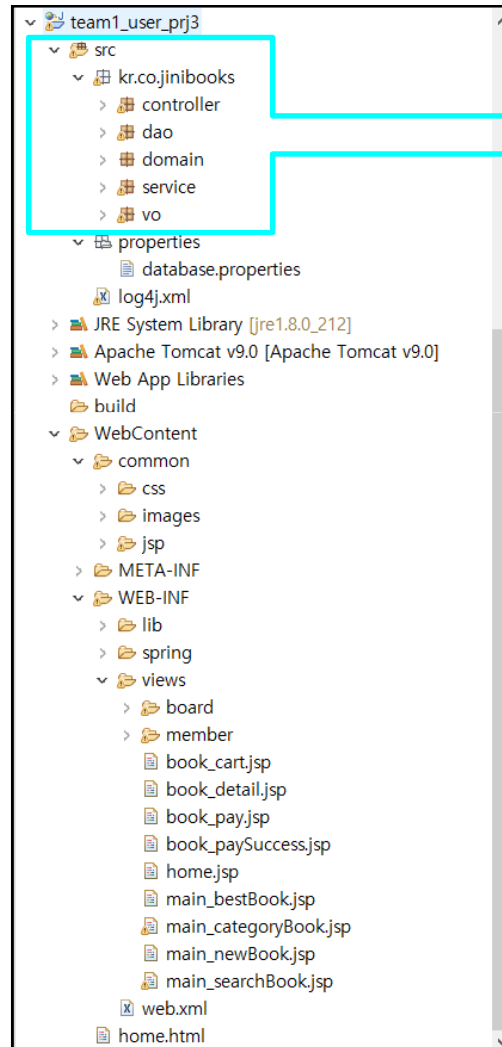 team1_user_prj3
src
kr.co.jinibooks
controller
dao
domain
service
vo
properties
database.properties
log4j.xml
JRE System Library [jre1.8.0_212]
Apache Tomcat v9.0 [Apache Tomcat v9.0]
Web App Libraries
build
WebContent
common
css
images
jsp
META-INF
WEB-INF
lib
spring
views
board
member
book_cart.jsp
book_detail.jsp
book_pay.jsp
book_paySuccess.jsp
home.jsp
main_bestBook.jsp
main_categoryBook.jsp
main_newBook.jsp
main_searchBook.jsp
web.xml
home.html